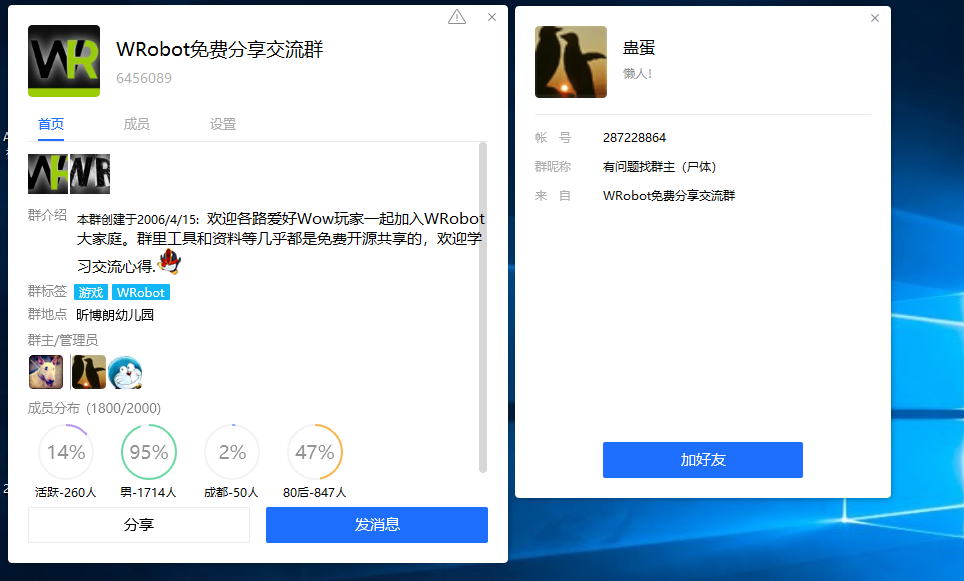 WRobot免费分享交流群
6456089
首页 成员 设置
群介绍 本群创建于2006/4/15: 欢迎各路爱好Wow玩家一起加入WRobot
大家庭。群里工具和资料等几乎都是免费开源共享的，欢迎学
习交流心得.
群标签 游戏 WRobot
群地点 昕博朗幼儿园
群主/管理员
成员分布 (1800/2000)
14% 95% 2% 47%
活跃-260人 男-1714人 成都-50人 80后-847人
分享 发消息
蛊蛋
懒人!
帐 号 287228864
群昵称 有问题找群主（尸体）
来 自 WRobot免费分享交流群
加好友